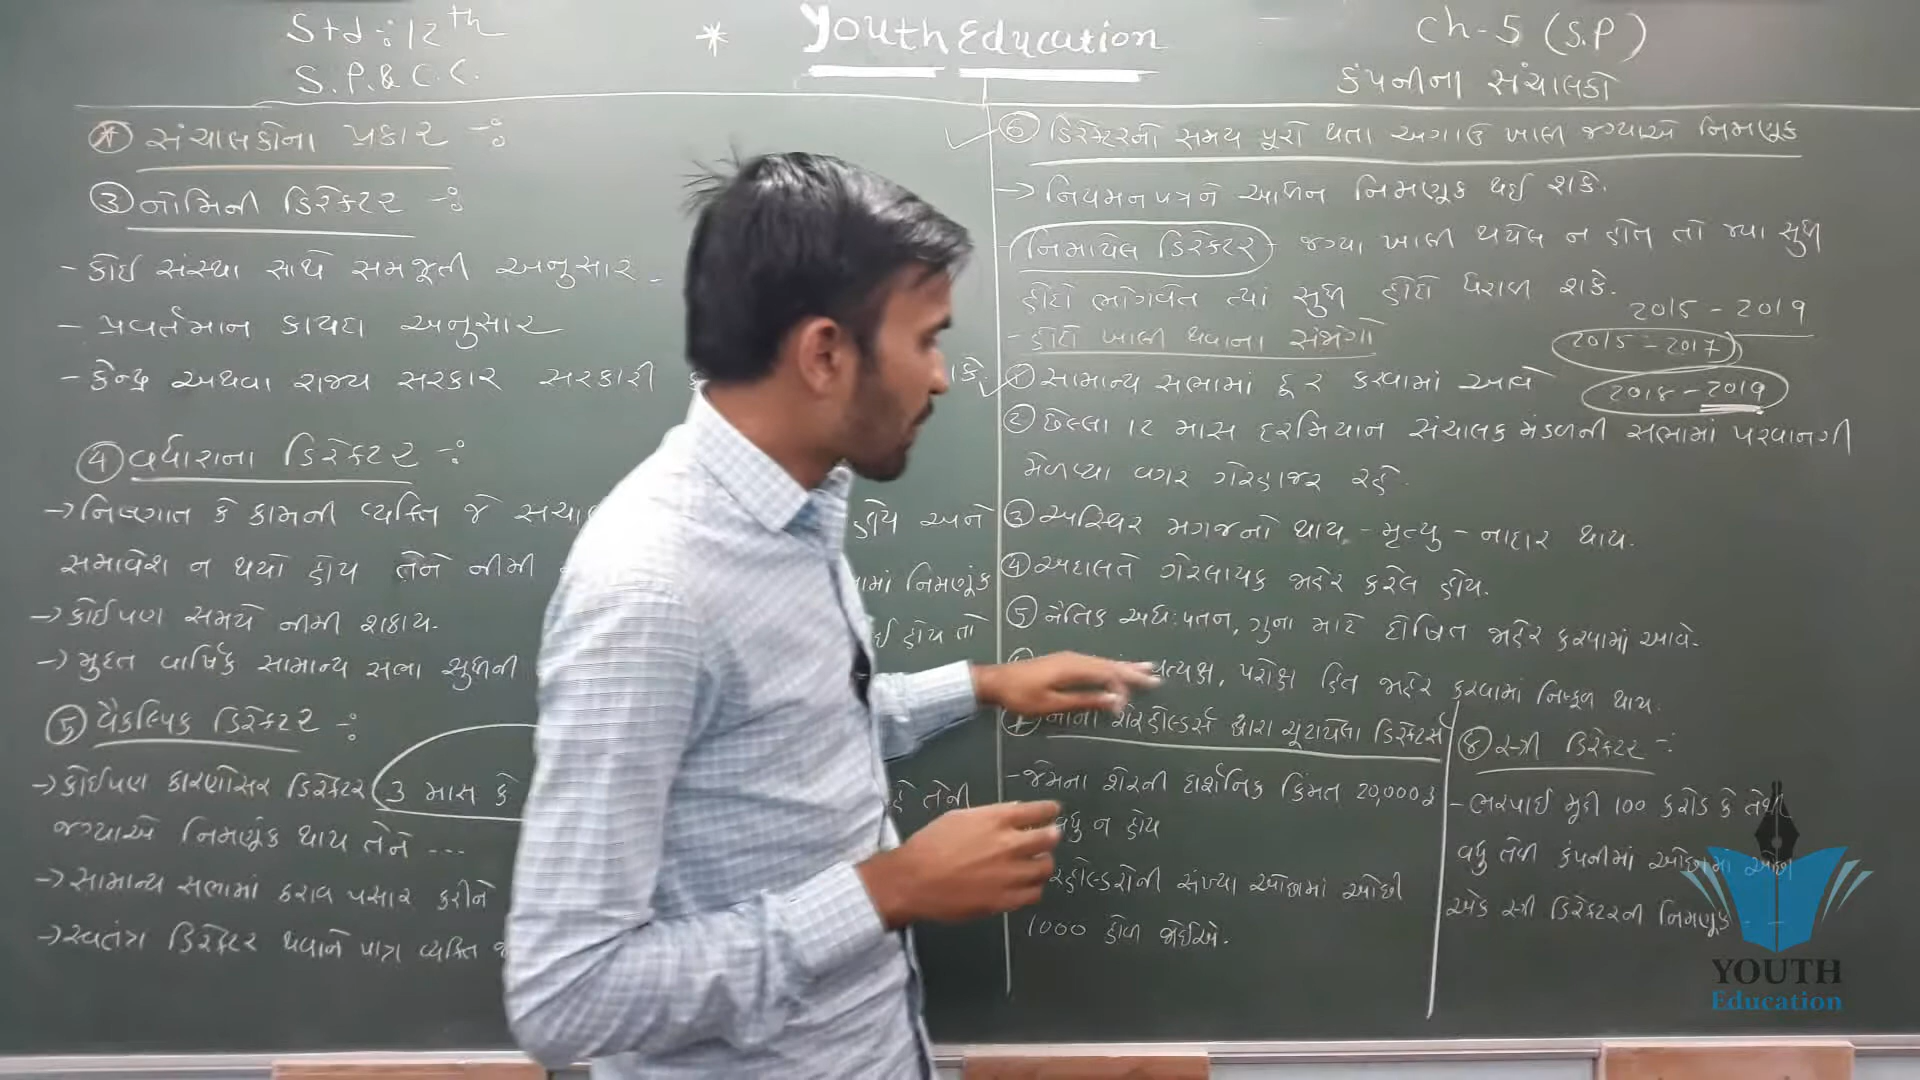 Std : 12th
S.P. & C.C.
* Youth Education
Ch-5 (S.P)
કંપનીના સંચાલકો
* સંચાલકોના પ્રકાર -:
③ નોમિની ડિરેક્ટર -:
- કોઈ સંસ્થા સાથે સમજૂતી અનુસાર -
- પ્રવર્તમાન કાયદા અનુસાર
- કેન્દ્ર અથવા રાજ્ય સરકાર સરકારી
④ વધારાના ડિરેક્ટર -:
→ નિષ્ણાત કે કામની વ્યક્તિ જે હોય અને
સમાવેશ ન થયો હોય તેને નીમી
→ કોઈપણ સમયે નીમી શકાય.
→ મુદત વાર્ષિક સામાન્ય સભા સુધીની
⑤ વૈકલ્પિક ડિરેક્ટર -:
→ કોઈપણ કારણોસર ડિરેક્ટર 3 માસ કે તેની
જગ્યાએ નિમણૂંક થાય તેને ---
→ સામાન્ય સભામાં ઠરાવ પસાર કરીને
→ સ્વતંત્ર ડિરેક્ટર થવાને પાત્ર વ્યક્તિ જ
નિમણૂંક
હોય તો
⑥ ડિરેક્ટરનો સમય પૂરો થતા અગાઉ ખાલી જગ્યાએ નિમણૂક
→ નિયમનપત્રને આધીન નિમણૂક થઈ શકે.
- નિમાયેલ ડિરેક્ટર - જગ્યા ખાલી થયેલ ન હોત તો જ્યા સુધી
હોદો ભોગવત ત્યાં સુધી હોદો ધરાવી શકે.
2015 - 2019
2015 - 2017
2018 - 2019
- હોદો ખાલી થવાના સંજોગો
① સામાન્ય સભામાં દૂર કરવામાં આવે
② છેલ્લા 12 માસ દરમિયાન સંચાલક મંડળની સભામાં પરવાનગી
મેળવ્યા વગર ગેરહાજર રહે.
③ અસ્થિર મગજનો થાય - મૃત્યુ - નાદાર થાય.
④ અદાલતે ગેરલાયક જાહેર કરેલ હોય.
⑤ નૈતિક અધઃપતન, ગુના માટે દોષિત જાહેર કરવામાં આવે.
પરોક્ષ હિત જાહેર કરવામાં નિષ્ફળ થાય.
નાના શેરહોલ્ડર્સ દ્વારા ચૂંટાયેલા ડિરેક્ટર્સ
- જેમના શેરની દાર્શનિક કિંમત 20,000રૂ
વધુ ન હોય
સંખ્યા ઓછામાં ઓછી
1000 હોવી જોઈએ.
⑧ સ્ત્રી ડિરેક્ટર -:
- ભરપાઈ મૂડી 100 કરોડ કે તેથી
વધુ તેવી કંપનીમાં ઓછામાં ઓછા
એક સ્ત્રી ડિરેક્ટરની નિમણૂક
YOUTH
Education